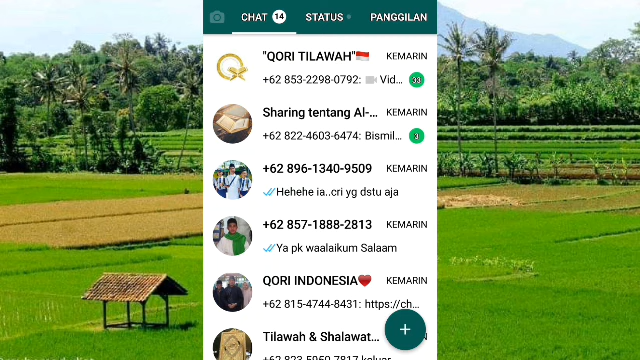 CHAT 14 STATUS PANGGILAN
"QORI TILAWAH"🇮🇩 KEMARIN
+62 853-2298-0792: Vid... 33
Sharing tentang Al-... KEMARIN
+62 822-4603-6474: Bismil...
+62 896-1340-9509 KEMARIN
Hehehe ia..cri yg dstu aja
+62 857-1888-2813 KEMARIN
Ya pk waalaikum Salaam
QORI INDONESIA❤ KEMARIN
+62 815-4744-8431: https://ch...
Tilawah & Shalawat...